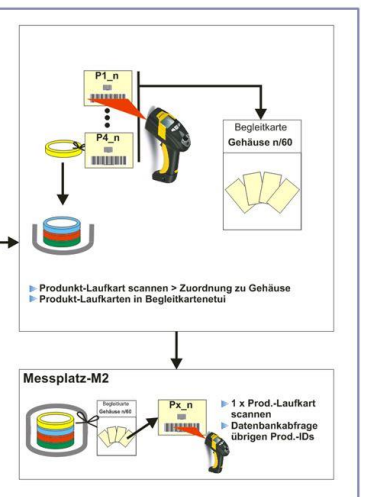 P1_n
P4_n
Begleitkarte
Gehäuse n/60
Produnkt-Laufkart scannen > Zuordnung zu Gehäuse
Produkt-Laufkarten in Begleitkartenetui
Messplatz-M2
Begleitkarte
Gehäuse n/60
Px_n
1 x Prod.-Laufkart
scannen
Datenbankabfrage
übrigen Prod.-IDs